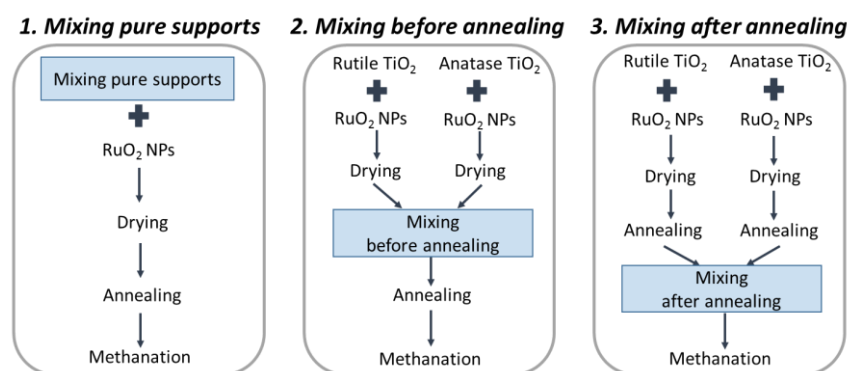 1. Mixing pure supports
Mixing pure supports
RuO₂ NPs
Drying
Annealing
Methanation
2. Mixing before annealing
Rutile TiO₂ Anatase TiO₂
RuO₂ NPs RuO₂ NPs
Drying Drying
Mixing
before annealing
Annealing
Methanation
3. Mixing after annealing
Rutile TiO₂ Anatase TiO₂
RuO₂ NPs RuO₂ NPs
Drying Drying
Annealing Annealing
Mixing
after annealing
Methanation